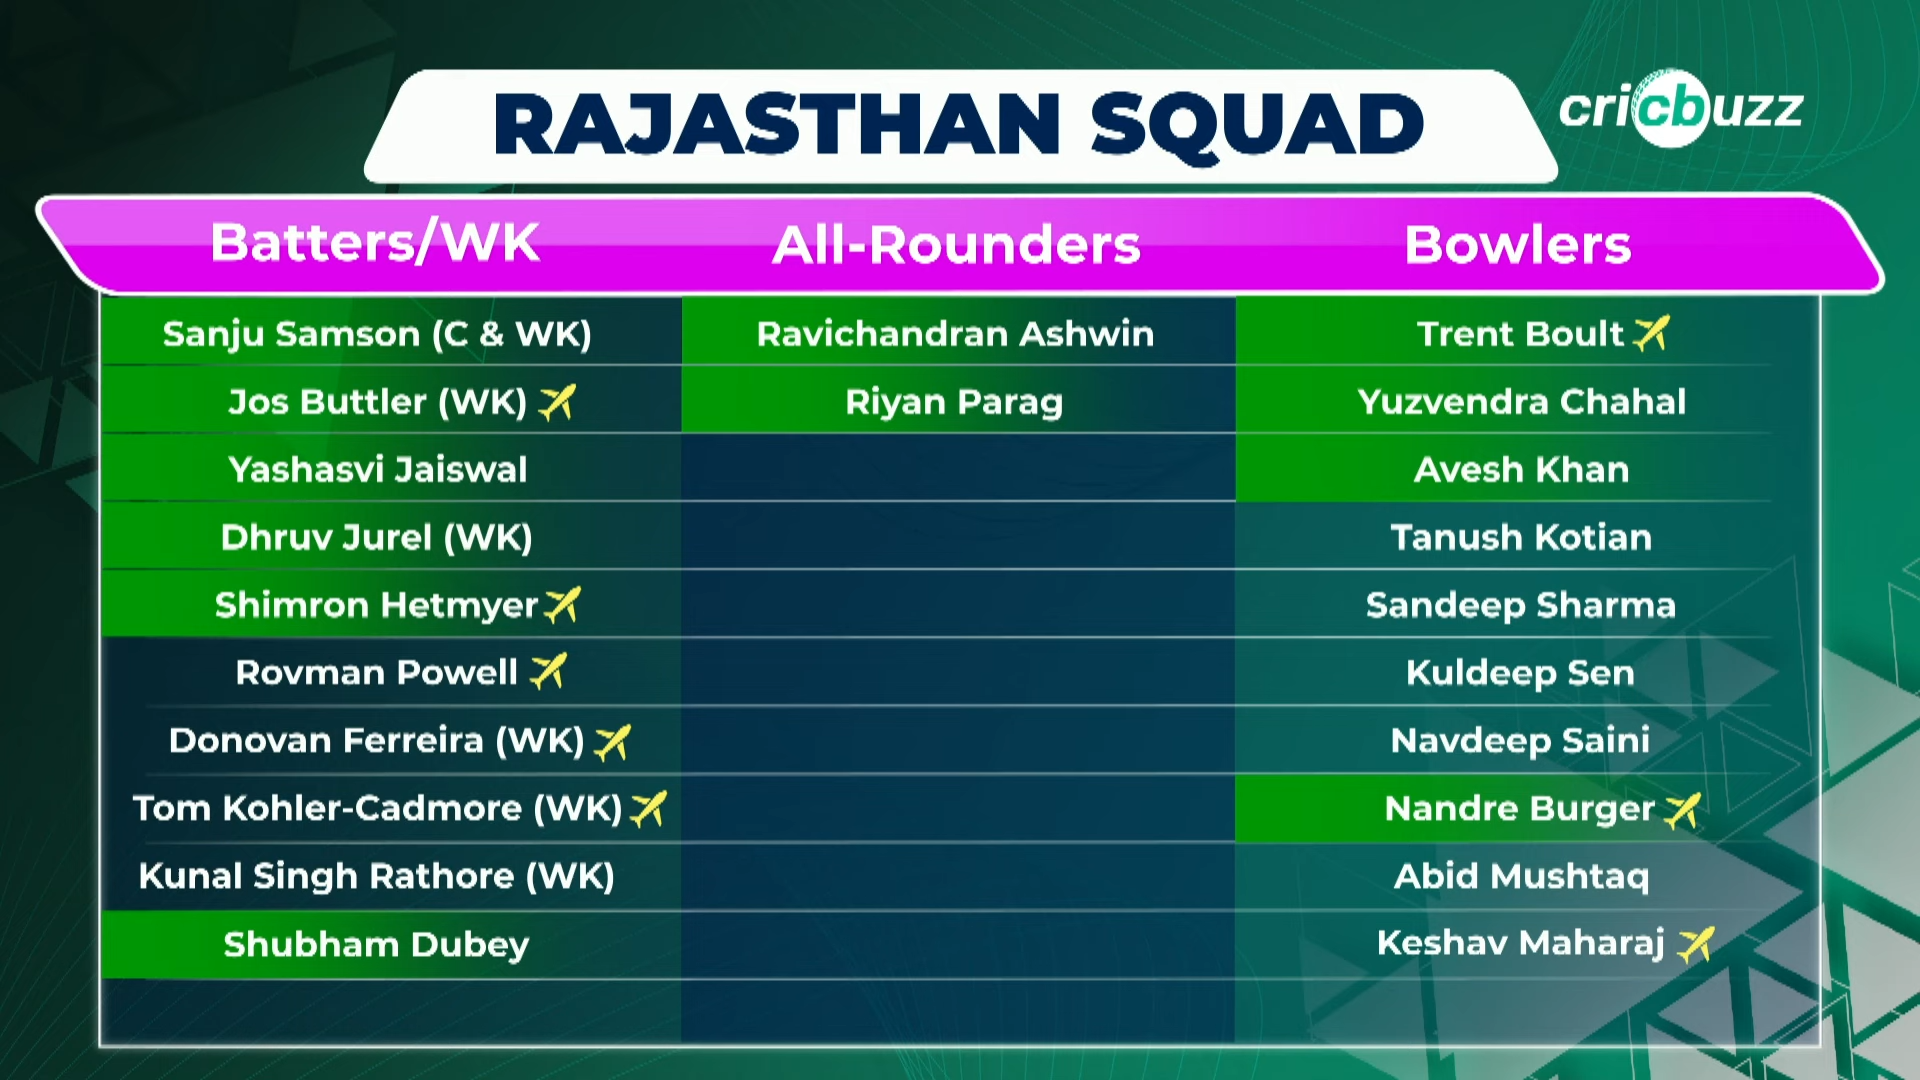 RAJASTHAN SQUAD
cricbuzz
Batters/WK
All-Rounders
Bowlers
Sanju Samson (C & WK)
Ravichandran Ashwin
Trent Boult
Jos Buttler (WK)
Riyan Parag
Yuzvendra Chahal
Yashasvi Jaiswal
Avesh Khan
Dhruv Jurel (WK)
Tanush Kotian
Shimron Hetmyer
Sandeep Sharma
Rovman Powell
Kuldeep Sen
Donovan Ferreira (WK)
Navdeep Saini
Tom Kohler-Cadmore (WK)
Nandre Burger
Kunal Singh Rathore (WK)
Abid Mushtaq
Shubham Dubey
Keshav Maharaj